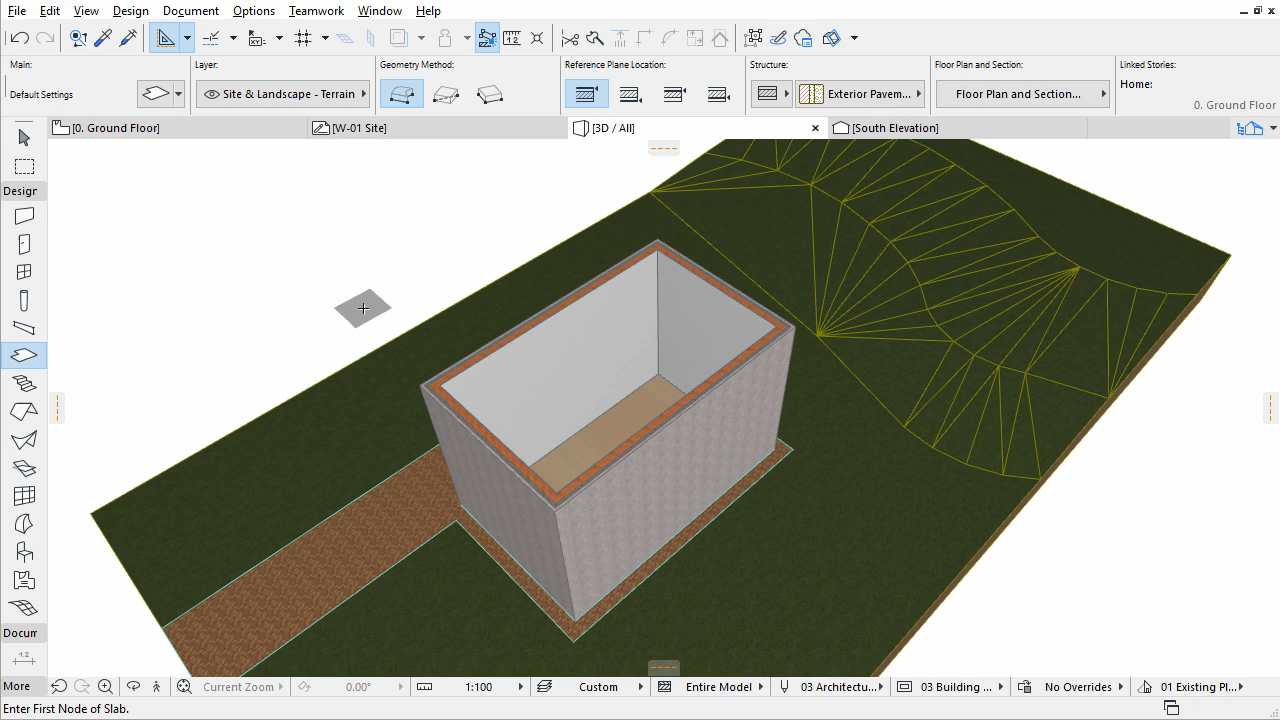 File Edit View Design Document Options Teamwork Window Help
Main: Layer: Geometry Method: Reference Plane Location: Structure: Floor Plan and Section: Linked Stories:
Default Settings Site & Landscape - Terrain Exterior Pavem... Floor Plan and Section... Home:
0. Ground Floor
[0. Ground Floor] [W-01 Site] [3D / All] [South Elevation]
Design
Docum
1.2
More Current Zoom 0.00° 1:100 Custom Entire Model 03 Architectu... 03 Building ... No Overrides 01 Existing Pl...
Enter First Node of Slab.